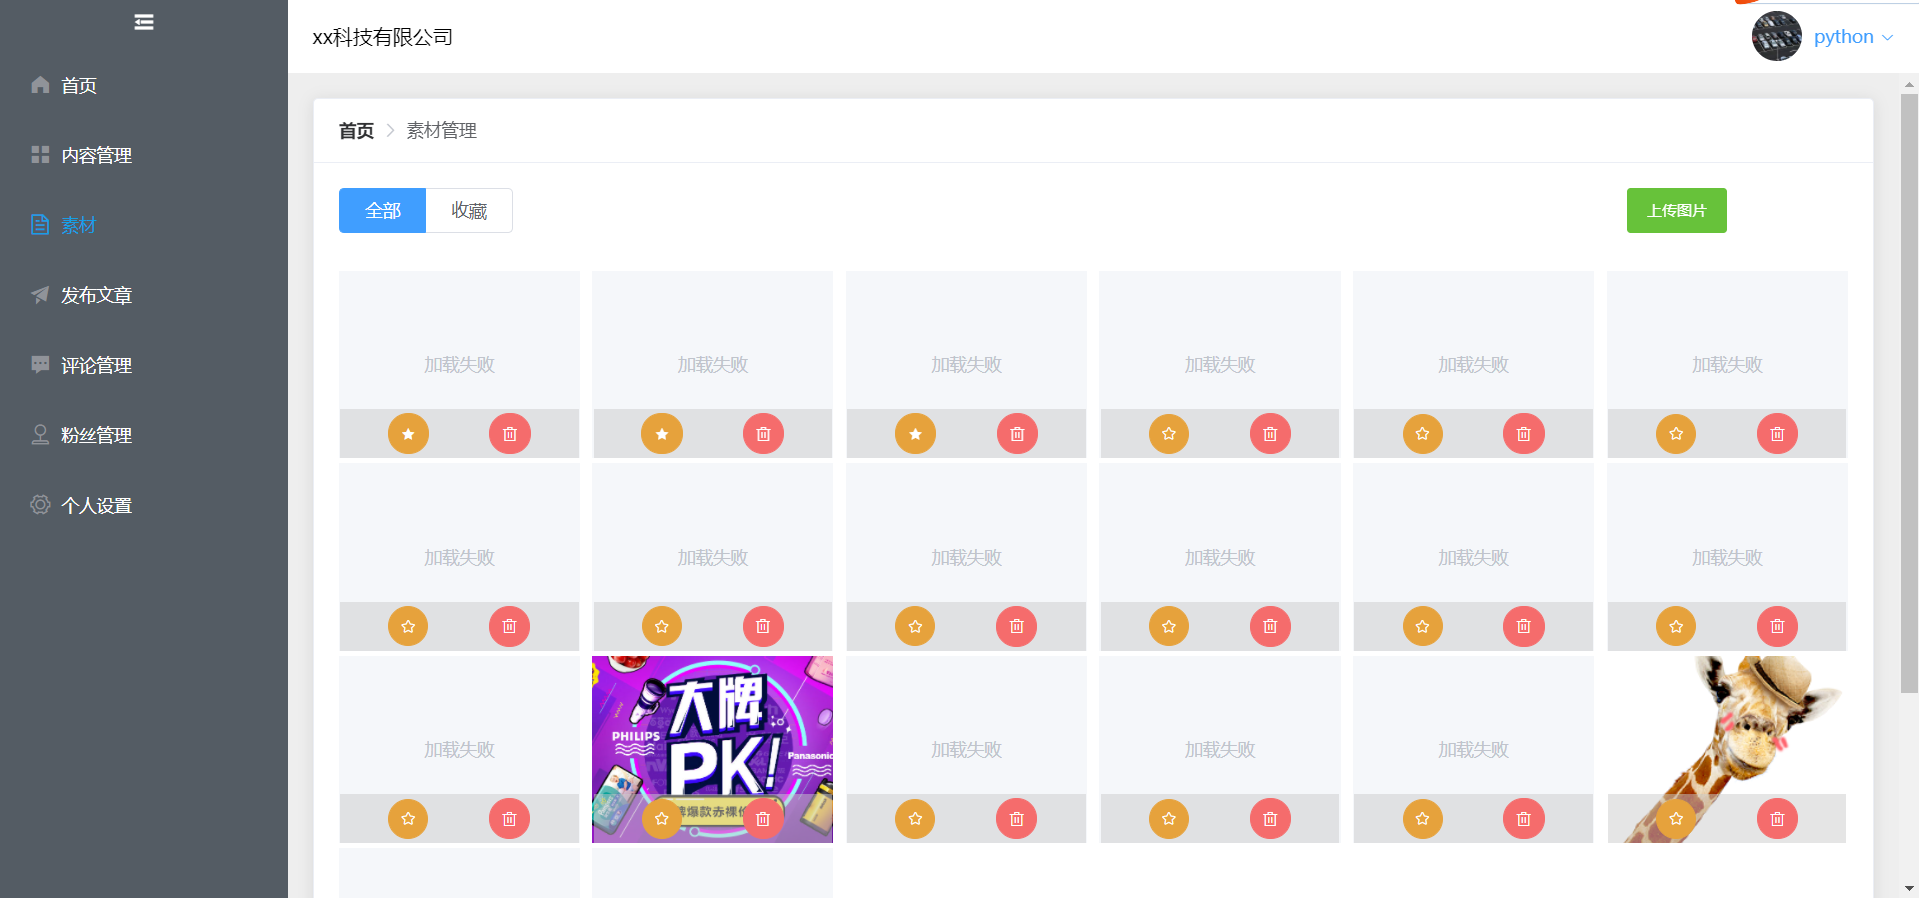 xx科技有限公司
python
首页
内容管理
素材
发布文章
评论管理
粉丝管理
个人设置
首页 > 素材管理
全部 收藏
上传图片
加载失败 加载失败 加载失败 加载失败 加载失败 加载失败
加载失败 加载失败 加载失败 加载失败 加载失败 加载失败
加载失败 加载失败 加载失败 加载失败
大牌
PK!
PHILIPS
Panasonic
牌爆款赤裸